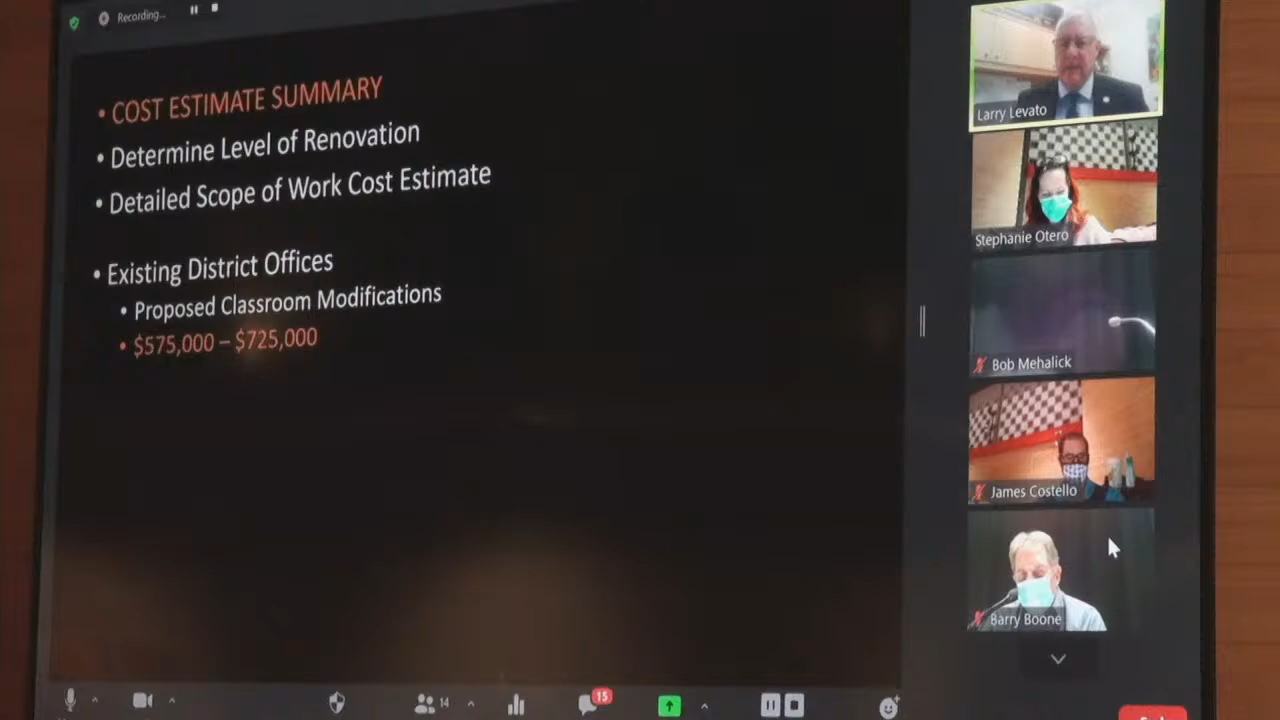 Recording...
• COST ESTIMATE SUMMARY
• Determine Level of Renovation
• Detailed Scope of Work Cost Estimate
• Existing District Offices
• Proposed Classroom Modifications
• $575,000 – $725,000
Larry Levato
Stephanie Otero
Bob Mehalick
James Costello
Barry Boone
14
15